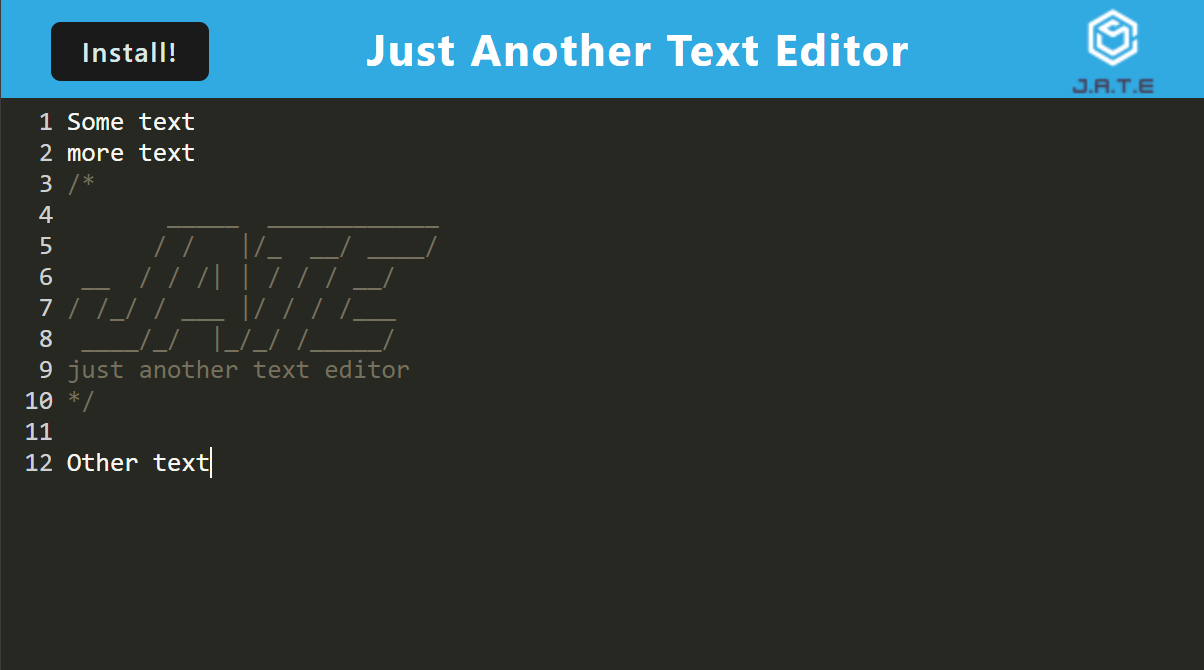 Install!
Just Another Text Editor
J.A.T.E
1 Some text
2 more text
3 /*
4        _____  ____________
5       / /   |/_  __/ ____/
6  __  / / /| | / / / __/
7 / /_/ / ___ |/ / / /___
8  ____/_/  |_/_/ /_____/
9 just another text editor
10 */
11
12 Other text